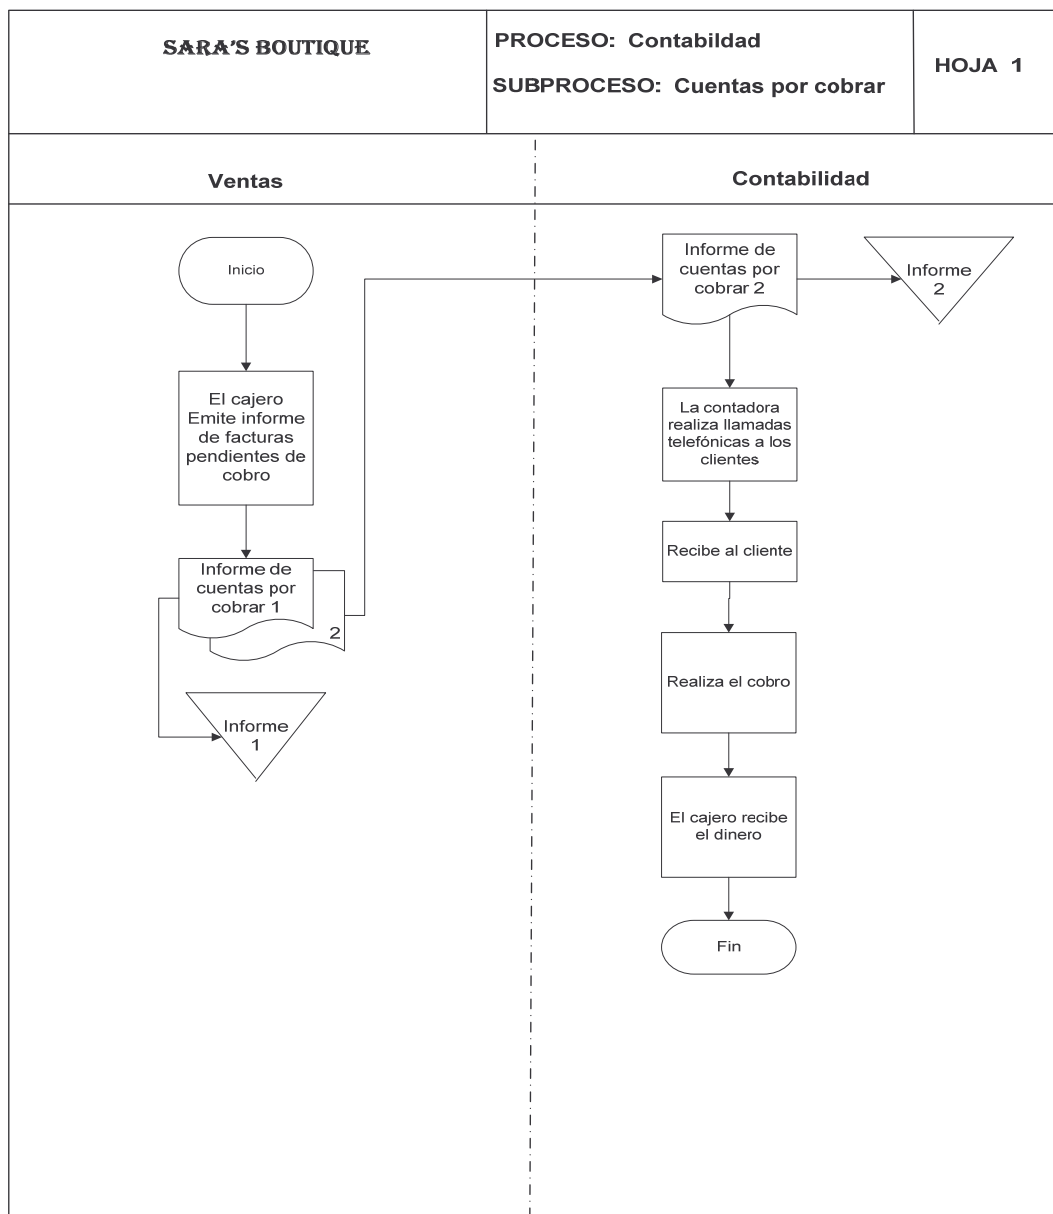 SARA'S BOUTIQUE
PROCESO: Contabildad
SUBPROCESO: Cuentas por cobrar
HOJA 1
Ventas
Contabilidad
Inicio
El cajero
Emite informe
de facturas
pendientes de
cobro
Informe de
cuentas por
cobrar 1
2
Informe
1
Informe de
cuentas por
cobrar 2
Informe
2
La contadora
realiza llamadas
telefónicas a los
clientes
Recibe al cliente
Realiza el cobro
El cajero recibe
el dinero
Fin